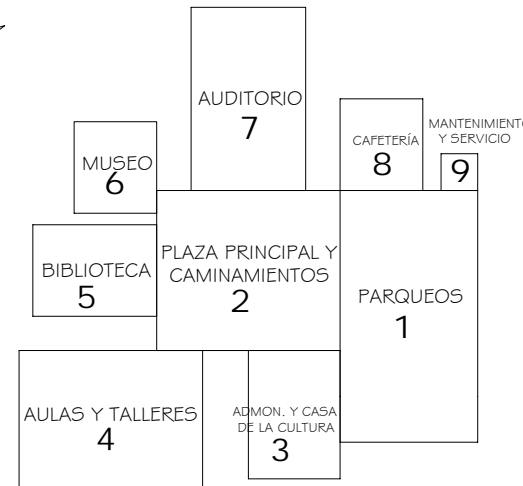 AUDITORIO
7
MANTENIMIENTO
Y SERVICIO
9
CAFETERÍA
8
MUSEO
6
PLAZA PRINCIPAL Y
CAMINAMIENTOS
2
BIBLIOTECA
5
PARQUEOS
1
AULAS Y TALLERES
4
ADMON. Y CASA
DE LA CULTURA
3